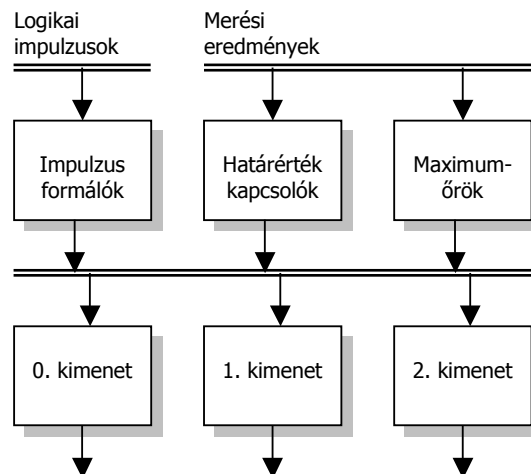 Logikai
impulzusok
Merési
eredmények
Impulzus
formálók
Határérték
kapcsolók
Maximum-
őrök
0. kimenet
1. kimenet
2. kimenet